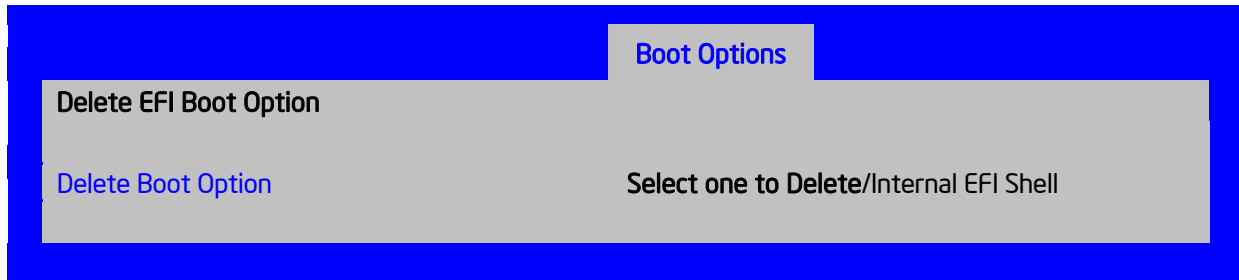 Boot Options
Delete EFI Boot Option
Delete Boot Option Select one to Delete/Internal EFI Shell